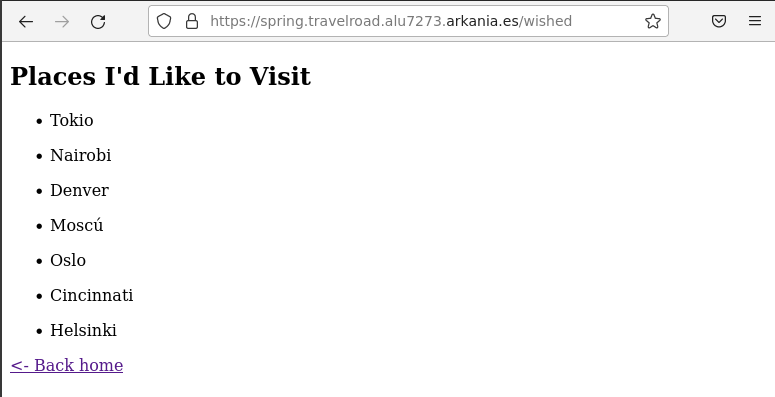 https://spring.travelroad.alu7273.arkania.es/wished
Places I'd Like to Visit
• Tokio
• Nairobi
• Denver
• Moscú
• Oslo
• Cincinnati
• Helsinki
<- Back home